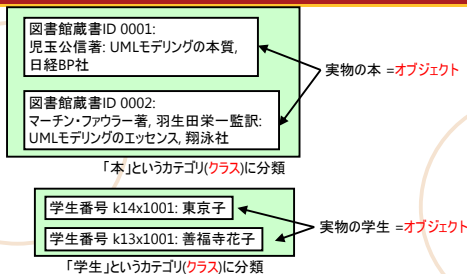 図書館蔵書ID 0001:
児玉公信著: UMLモデリングの本質,
日経BP社
実物の本 =オブジェクト
図書館蔵書ID 0002:
マーチン・ファウラー著, 羽生田栄一監訳:
UMLモデリングのエッセンス, 翔泳社
「本」というカテゴリ(クラス)に分類
学生番号 k14x1001: 東京子
実物の学生 =オブジェクト
学生番号 k13x1001: 善福寺花子
「学生」というカテゴリ(クラス)に分類